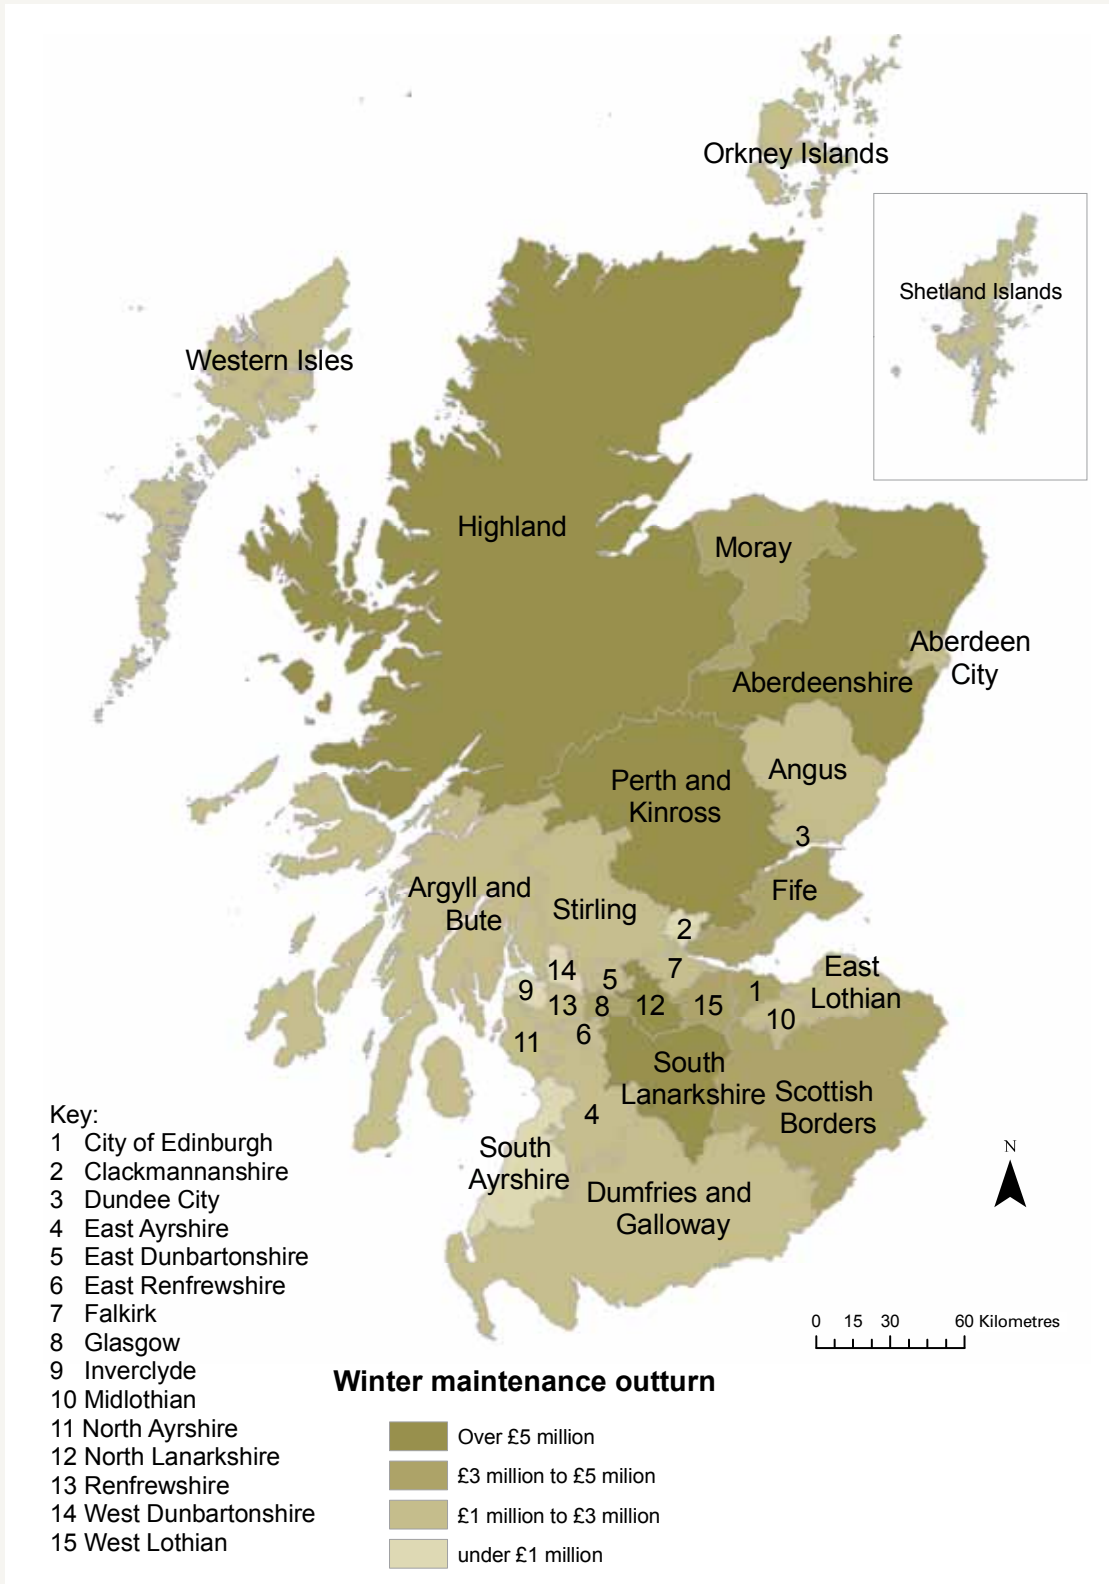 Orkney Islands
Shetland Islands
Western Isles
Highland
Moray
Aberdeen
City
Aberdeenshire
Angus
Perth and
Kinross
3
Fife
Argyll and
Bute
Stirling
2
14
5
7
9
13
8
12
15
1
East
Lothian
10
11
6
South
Lanarkshire
Scottish
Borders
4
South
Ayrshire
Dumfries and
Galloway
N
Key:
1 City of Edinburgh
2 Clackmannanshire
3 Dundee City
4 East Ayrshire
5 East Dunbartonshire
6 East Renfrewshire
7 Falkirk
8 Glasgow
9 Inverclyde
10 Midlothian
11 North Ayrshire
12 North Lanarkshire
13 Renfrewshire
14 West Dunbartonshire
15 West Lothian
0 15 30 60 Kilometres
Winter maintenance outturn
Over £5 million
£3 million to £5 milion
£1 million to £3 million
under £1 million